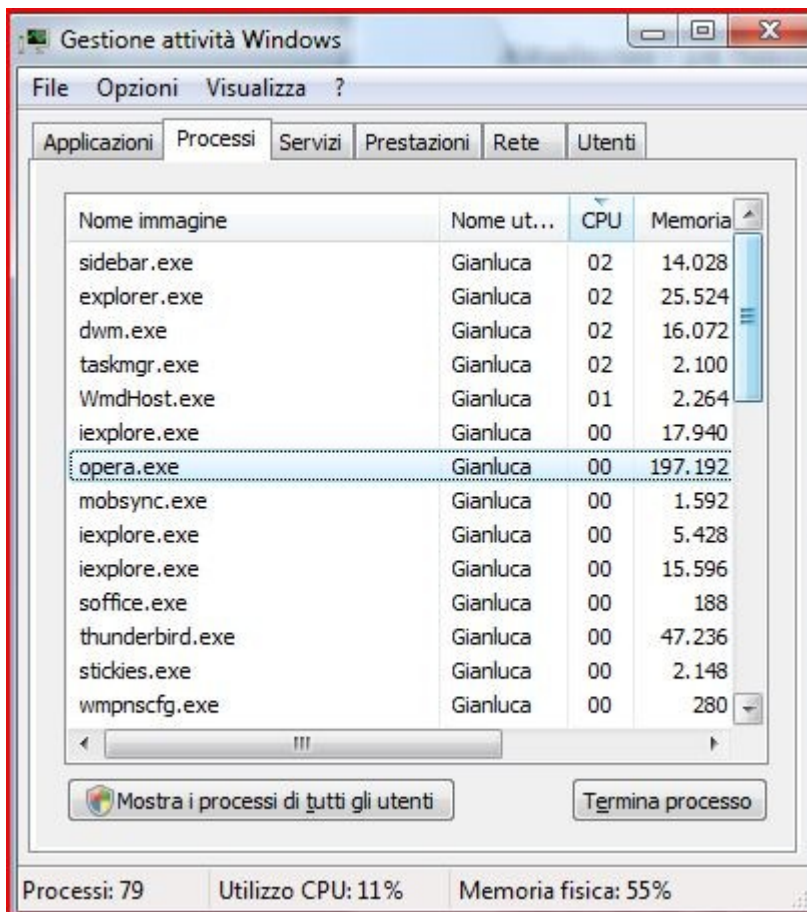 Gestione attività Windows
File Opzioni Visualizza ?
Applicazioni Processi Servizi Prestazioni Rete Utenti
Nome immagine Nome ut... CPU Memoria
sidebar.exe Gianluca 02 14.028
explorer.exe Gianluca 02 25.524
dwm.exe Gianluca 02 16.072
taskmgr.exe Gianluca 02 2.100
WmdHost.exe Gianluca 01 2.264
iexplore.exe Gianluca 00 17.940
opera.exe Gianluca 00 197.192
mobsync.exe Gianluca 00 1.592
iexplore.exe Gianluca 00 5.428
iexplore.exe Gianluca 00 15.596
soffice.exe Gianluca 00 188
thunderbird.exe Gianluca 00 47.236
stickies.exe Gianluca 00 2.148
wmpnscfg.exe Gianluca 00 280
Mostra i processi di tutti gli utenti Termina processo
Processi: 79 Utilizzo CPU: 11% Memoria fisica: 55%